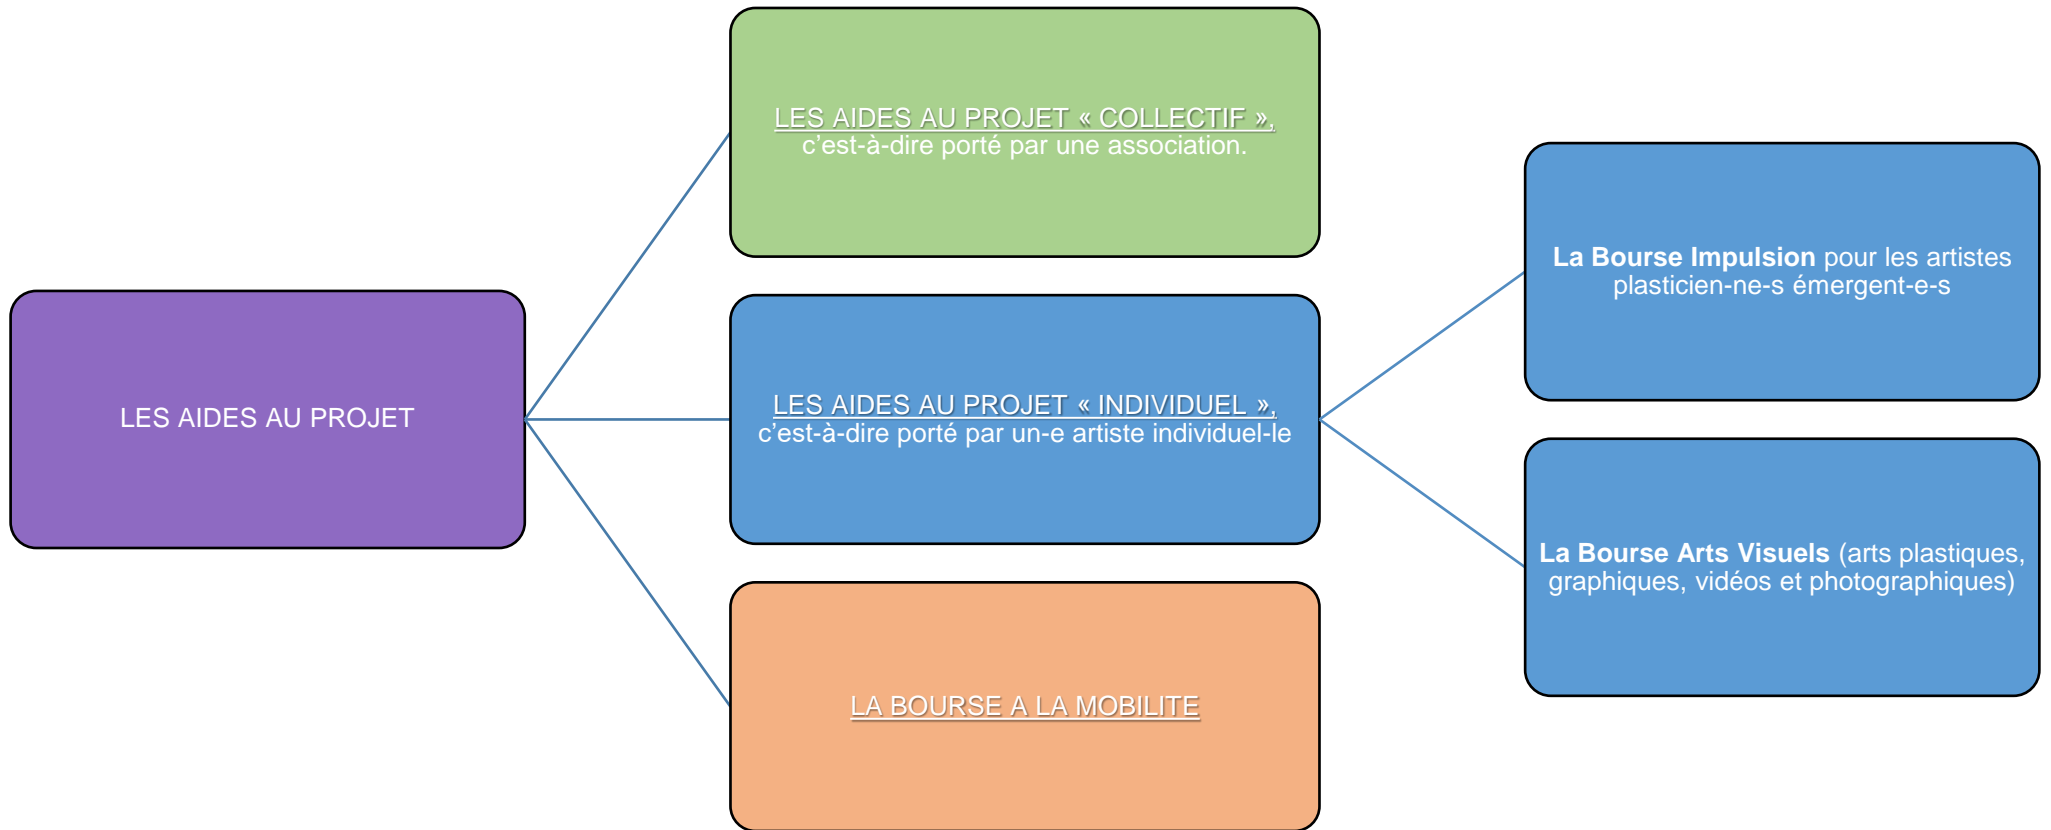 LES AIDES AU PROJET
LES AIDES AU PROJET « COLLECTIF »,
c’est-à-dire porté par une association.
LES AIDES AU PROJET « INDIVIDUEL »,
c’est-à-dire porté par un-e artiste individuel-le
LA BOURSE A LA MOBILITE
La Bourse Impulsion pour les artistes
plasticien-ne-s émergent-e-s
La Bourse Arts Visuels (arts plastiques,
graphiques, vidéos et photographiques)